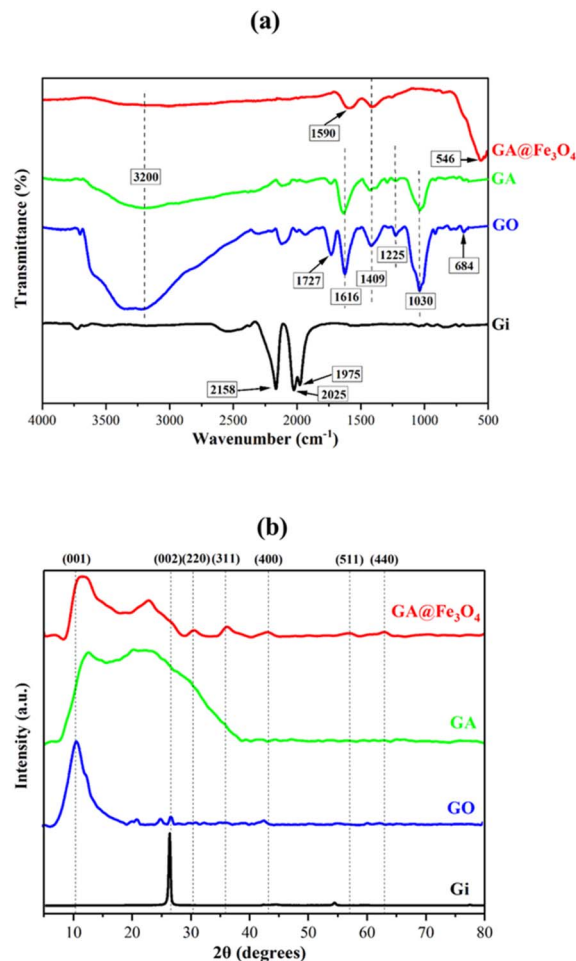 (a)
GA@Fe₃O₄
GA
GO
Gi
3200
1590
546
1727
1616
1409
1225
1030
684
2158
2025
1975
Transmittance (%)
4000 3500 3000 2500 2000 1500 1000 500
Wavenumber (cm⁻¹)
(b)
(001) (002) (220) (311) (400) (511) (440)
GA@Fe₃O₄
GA
GO
Gi
Intensity (a.u.)
10 20 30 40 50 60 70 80
2θ (degrees)